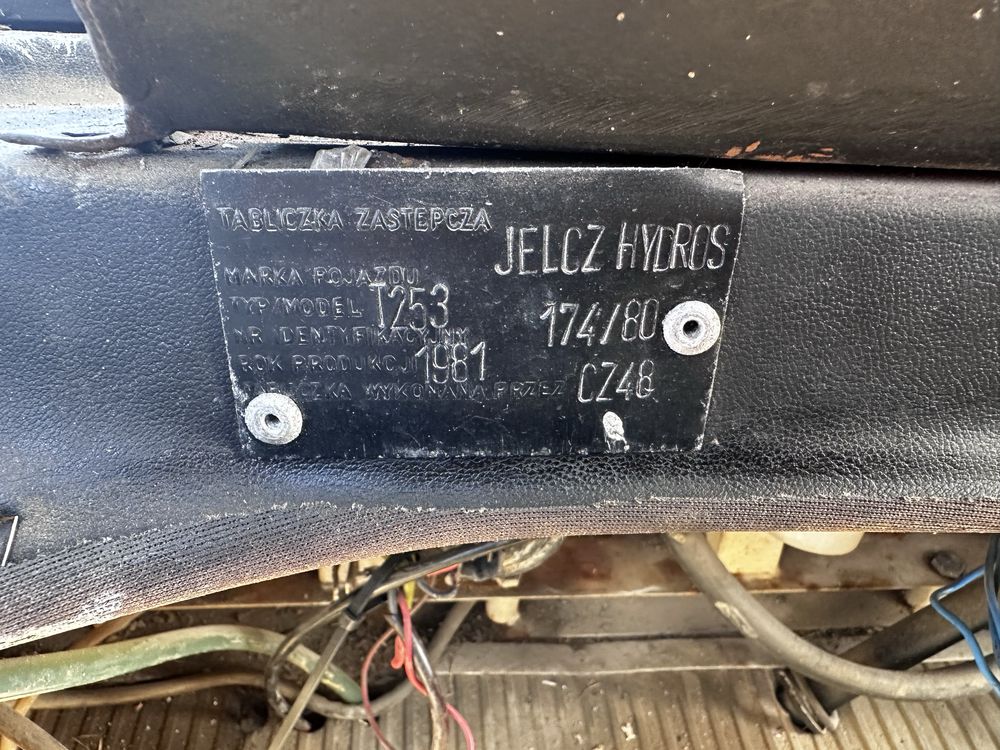 TABLICZKA ZASTEPCZA
MARKA POJAZDU JELCZ HYDROS
TYP/MODEL T253
NR IDENTYFIKACYJNY 174/80
ROK PRODUKCJI 1981
TABLICZKA WYKONANA PRZEZ CZ48